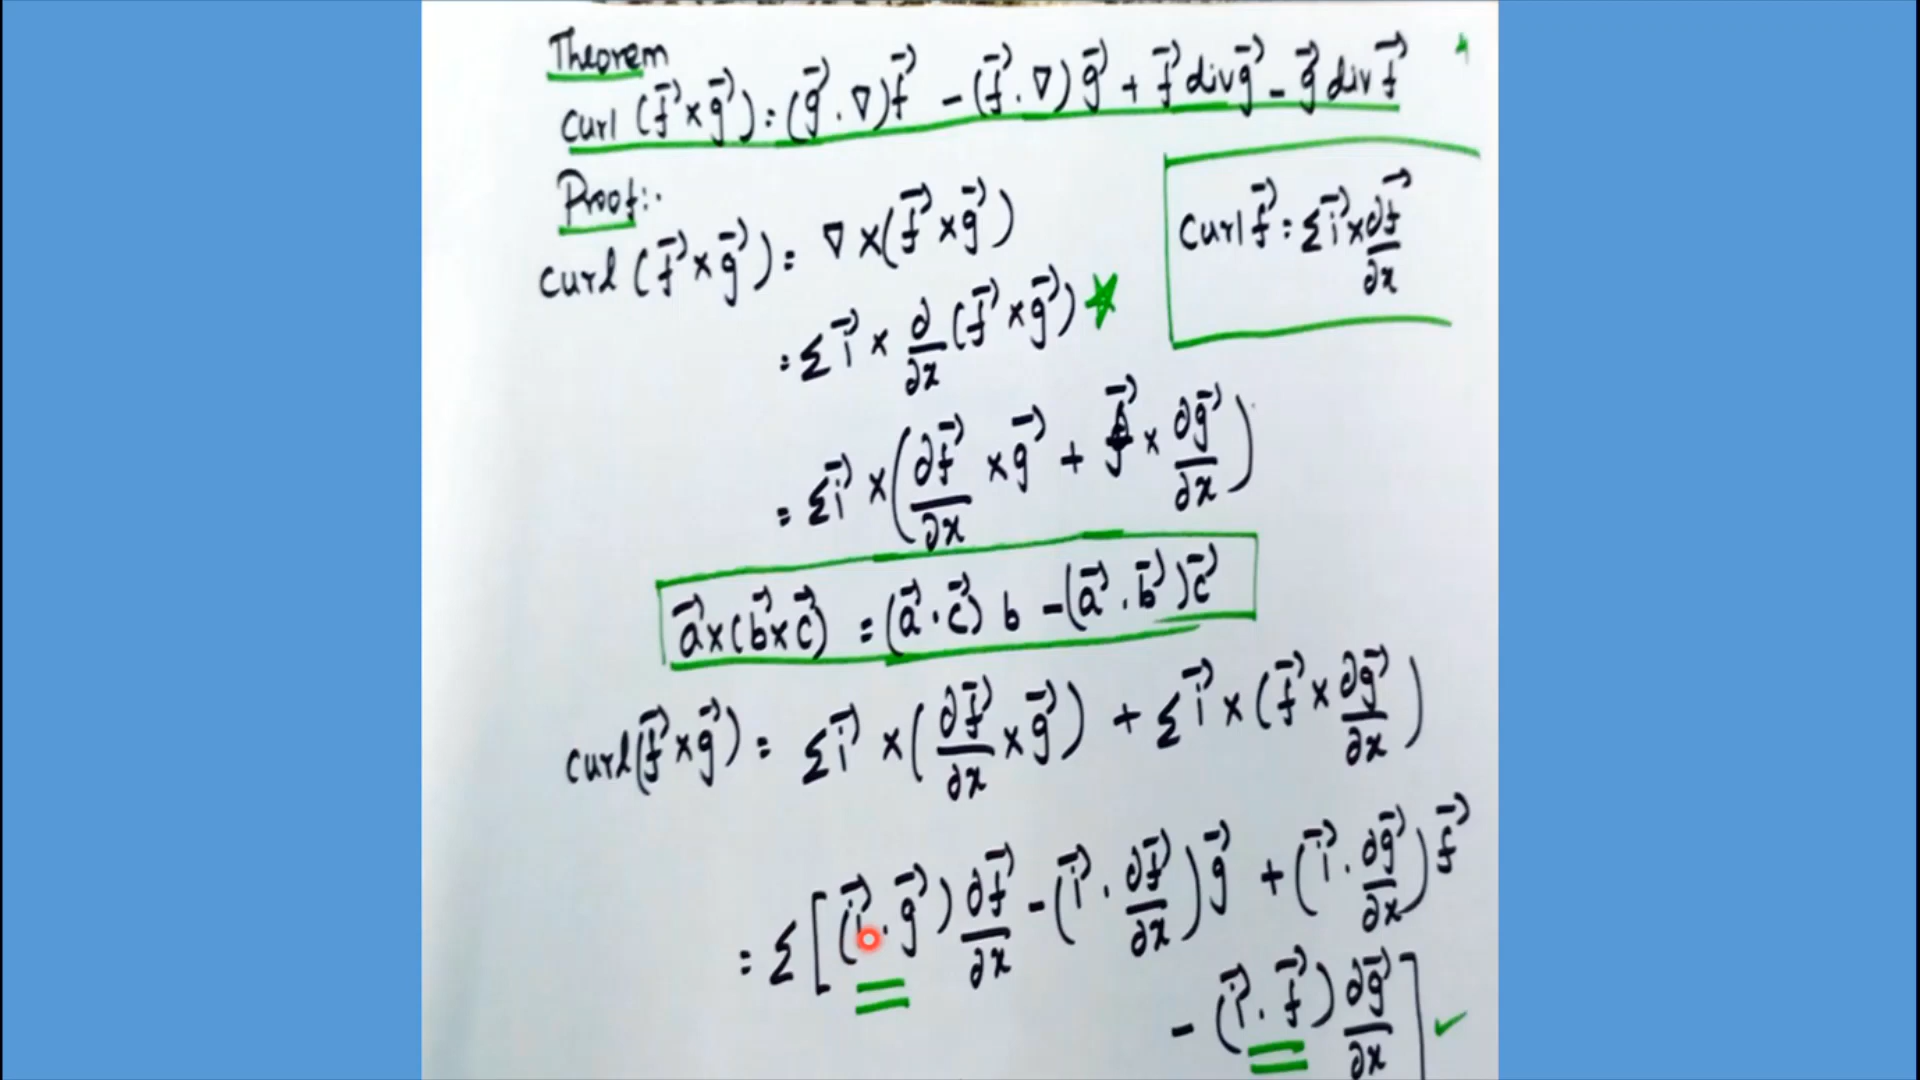 Theorem
curl (f⃗ × g⃗) = (g⃗ . ∇) f⃗ - (f⃗ . ∇) g⃗ + f⃗ div g⃗ - g⃗ div f⃗
Proof:.
curl (f⃗ × g⃗) = ∇ × (f⃗ × g⃗)
Curl f⃗ = Σ i⃗ × ∂f⃗/∂x
= Σ i⃗ × ∂/∂x (f⃗ × g⃗)
= Σ i⃗ × (∂f⃗/∂x × g⃗ + f⃗ × ∂g⃗/∂x)
a⃗ × (b⃗ × c⃗) = (a⃗ . c⃗) b - (a⃗ . b⃗) c⃗
curl (f⃗ × g⃗) = Σ i⃗ × (∂f⃗/∂x × g⃗) + Σ i⃗ × (f⃗ × ∂g⃗/∂x)
= Σ [(i⃗ . g⃗) ∂f⃗/∂x - (i⃗ . ∂f⃗/∂x) g⃗ + (i⃗ . ∂g⃗/∂x) f⃗
- (i⃗ . f⃗) ∂g⃗/∂x]